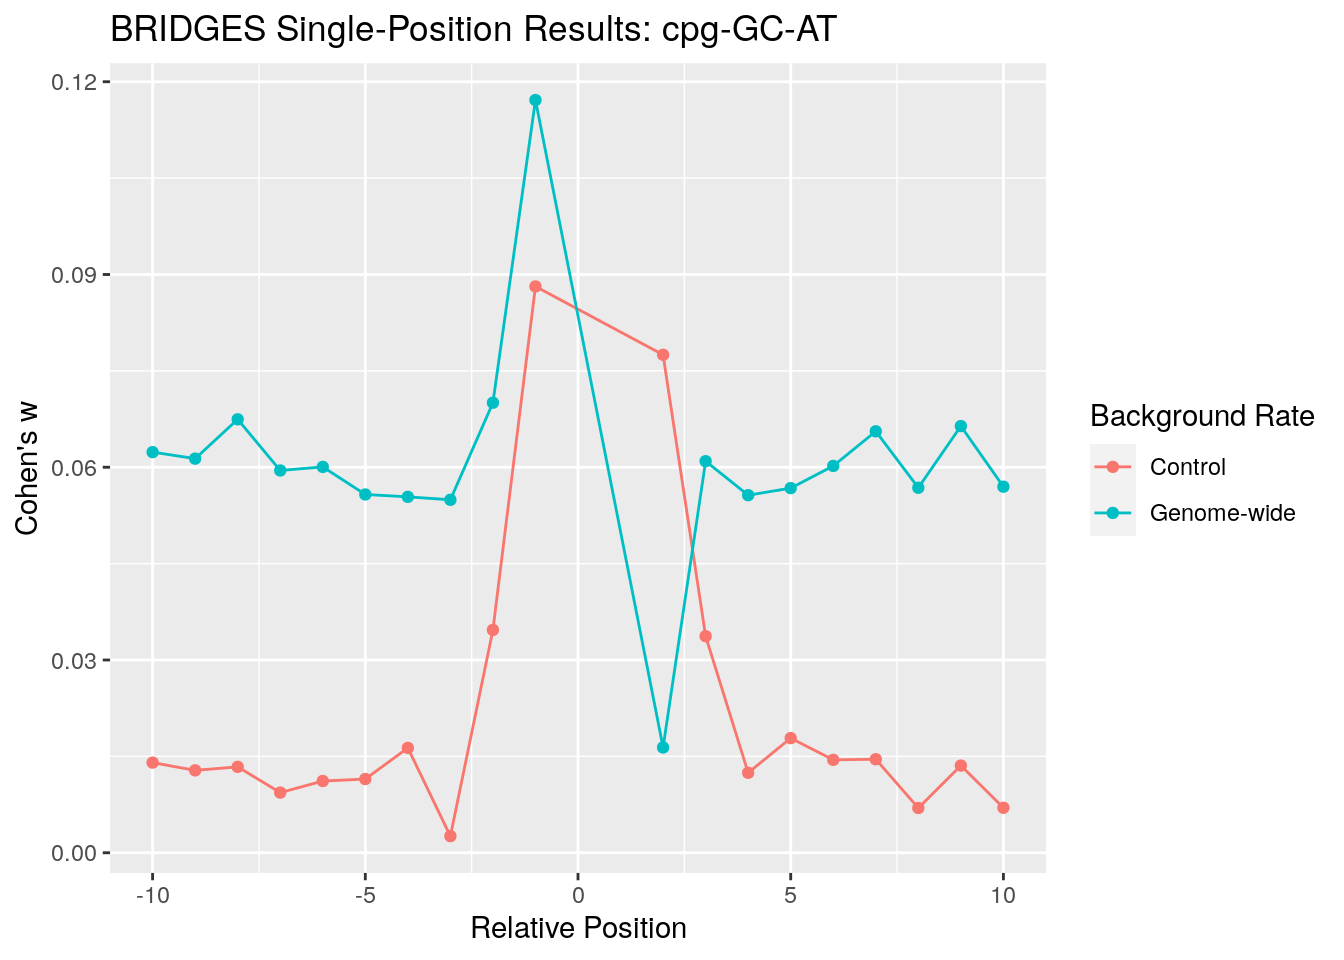 BRIDGES Single-Position Results: cpg-GC-AT
0.12
0.09
0.06
0.03
0.00
Cohen's w
-10 -5 0 5 10
Relative Position
Background Rate
Control
Genome-wide